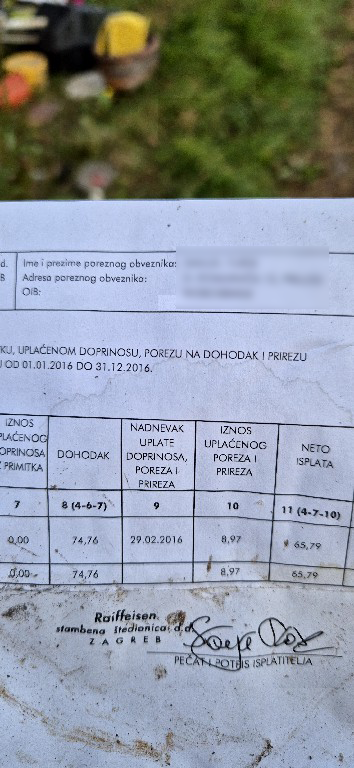 d. Ime i prezime poreznog obveznika:
B Adresa poreznog obveznika:
OIB:
KU, UPLAĆENOM DOPRINOSU, POREZU NA DOHODAK I PRIREZU
OD 01.01.2016 DO 31.12.2016.
IZNOS
PLAĆENOG
OPRINOSA
PRIMITKA
DOHODAK
NADNEVAK
UPLATE
DOPRINOSA,
POREZA I
PRIREZA
IZNOS
UPLAĆENOG
POREZA I
PRIREZA
NETO
ISPLATA
7 8 (4-6-7) 9 10 11 (4-7-10)
0,00 74,76 29.02.2016 8,97 65,79
0,00 74,76 8,97 65,79
Raiffeisen
stambena štedionica d.d.
ZAGREB
PEČAT I POTPIS ISPLATITELJA